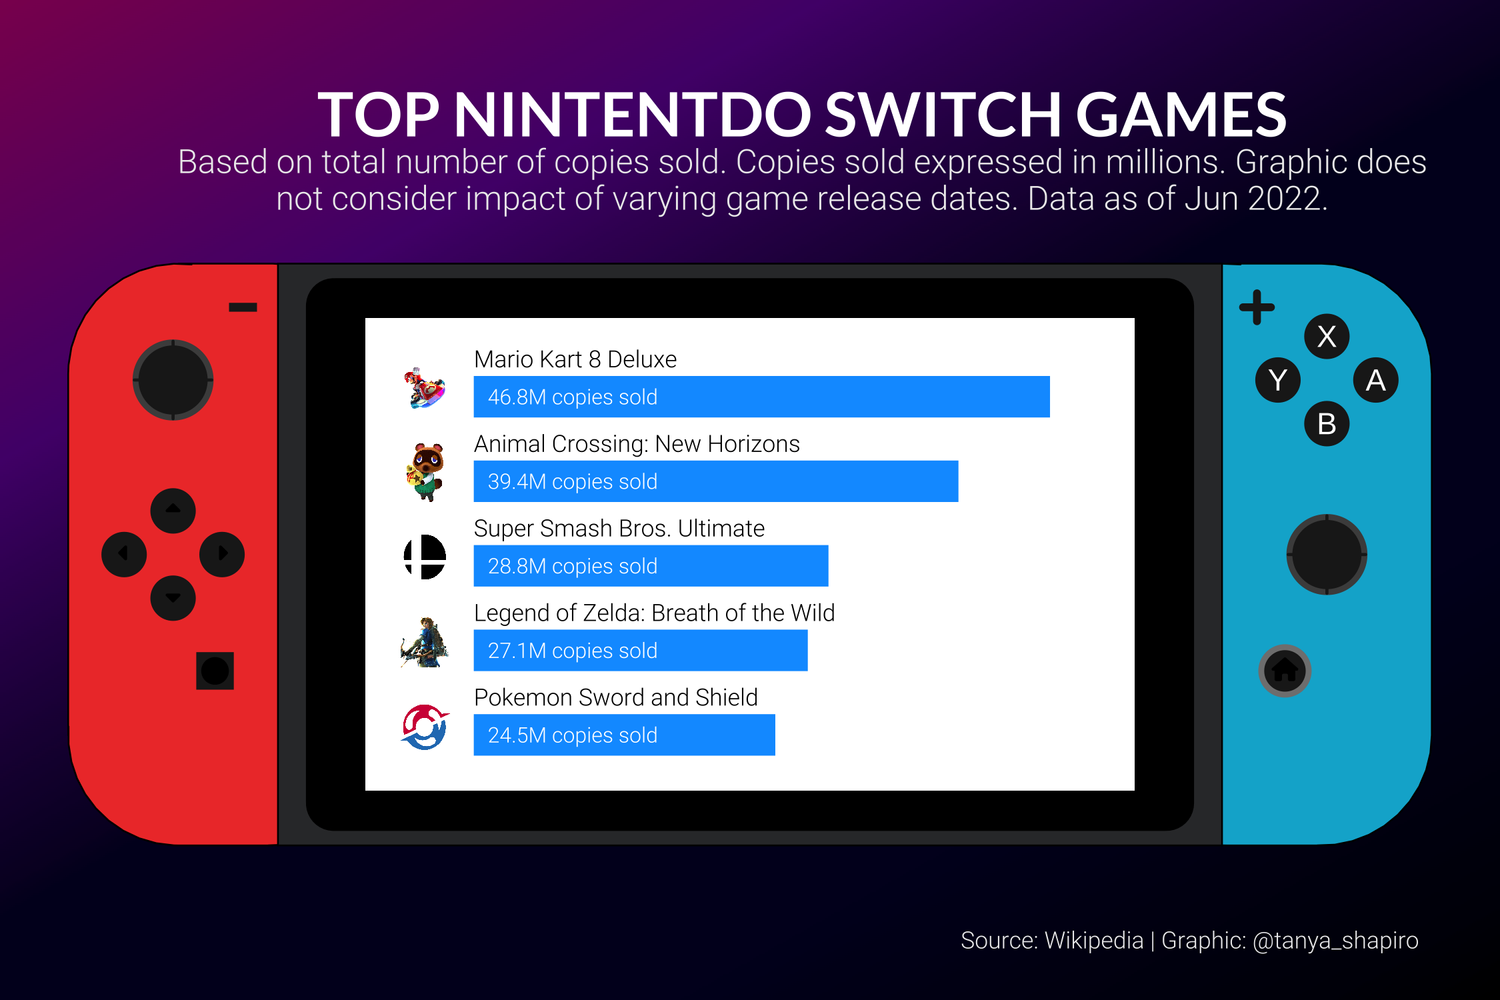 TOP NINTENTDO SWITCH GAMES
Based on total number of copies sold. Copies sold expressed in millions. Graphic does
not consider impact of varying game release dates. Data as of Jun 2022.
Mario Kart 8 Deluxe
46.8M copies sold
Animal Crossing: New Horizons
39.4M copies sold
Super Smash Bros. Ultimate
28.8M copies sold
Legend of Zelda: Breath of the Wild
27.1M copies sold
Pokemon Sword and Shield
24.5M copies sold
X
Y
A
B
Source: Wikipedia | Graphic: @tanya_shapiro